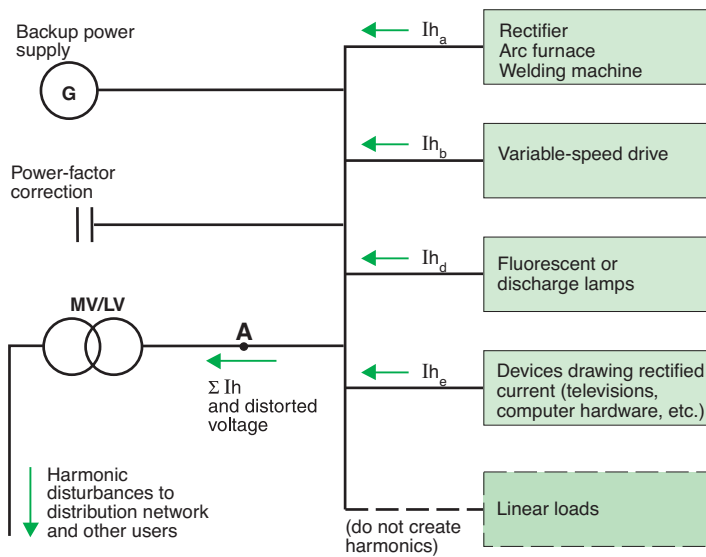 Backup power
supply
G
Power-factor
correction
MV/LV
A
Σ Ih
and distorted
voltage
Harmonic
disturbances to
distribution network
and other users
Ihₐ
Rectifier
Arc furnace
Welding machine
Ih_b
Variable-speed drive
Ih_d
Fluorescent or
discharge lamps
Ihₑ
Devices drawing rectified
current (televisions,
computer hardware, etc.)
Linear loads
(do not create
harmonics)